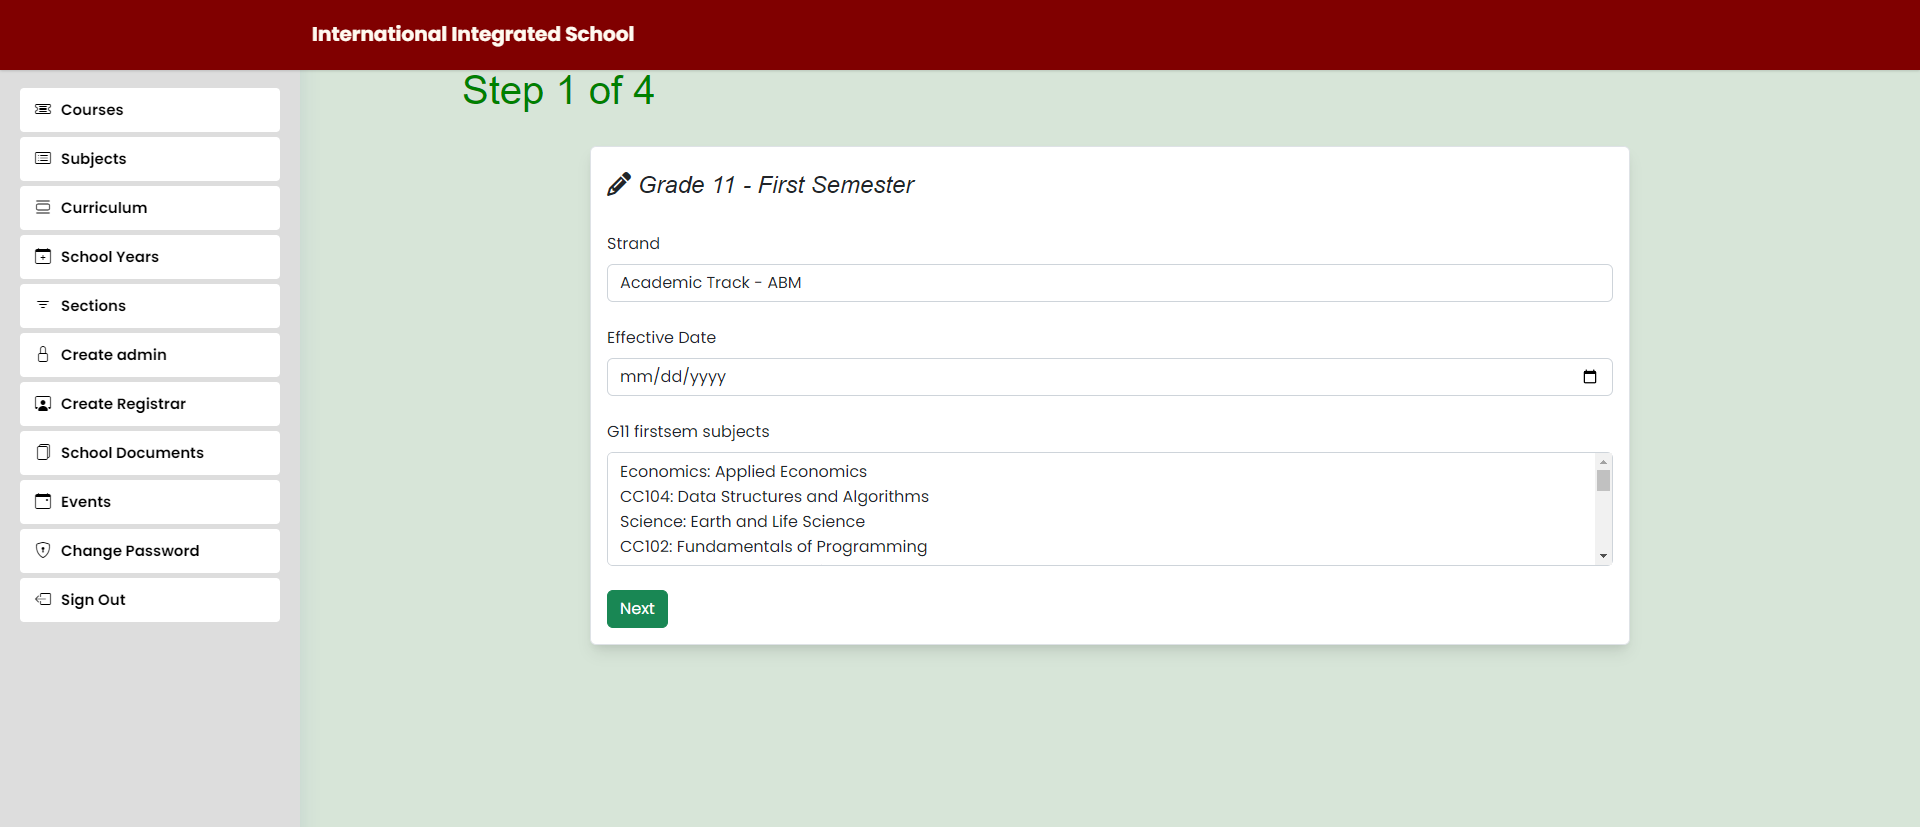 International Integrated School
Courses
Subjects
Curriculum
School Years
Sections
Create admin
Create Registrar
School Documents
Events
Change Password
Sign Out
Step 1 of 4
Grade 11 - First Semester
Strand
Academic Track - ABM
Effective Date
mm/dd/yyyy
G11 firstsem subjects
Economics: Applied Economics
CC104: Data Structures and Algorithms
Science: Earth and Life Science
CC102: Fundamentals of Programming
Next